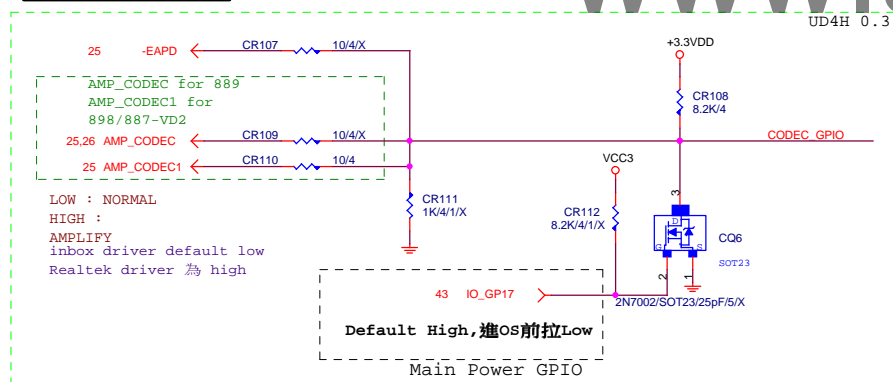 UD4H 0.3
25 -EAPD CR107 10/4/X
+3.3VDD
AMP_CODEC for 889
AMP_CODEC1 for
898/887-VD2
CR108
8.2K/4
25,26 AMP_CODEC CR109 10/4/X
CODEC_GPIO
25 AMP_CODEC1 CR110 10/4
VCC3
LOW : NORMAL
HIGH :
AMPLIFY
inbox driver default low
Realtek driver 為 high
CR111
1K/4/1/X
CR112
8.2K/4/1/X
3
D
G
S
CQ6
SOT23
2
1
43 IO_GP17
2N7002/SOT23/25pF/5/X
Default High,進OS前拉Low
Main Power GPIO